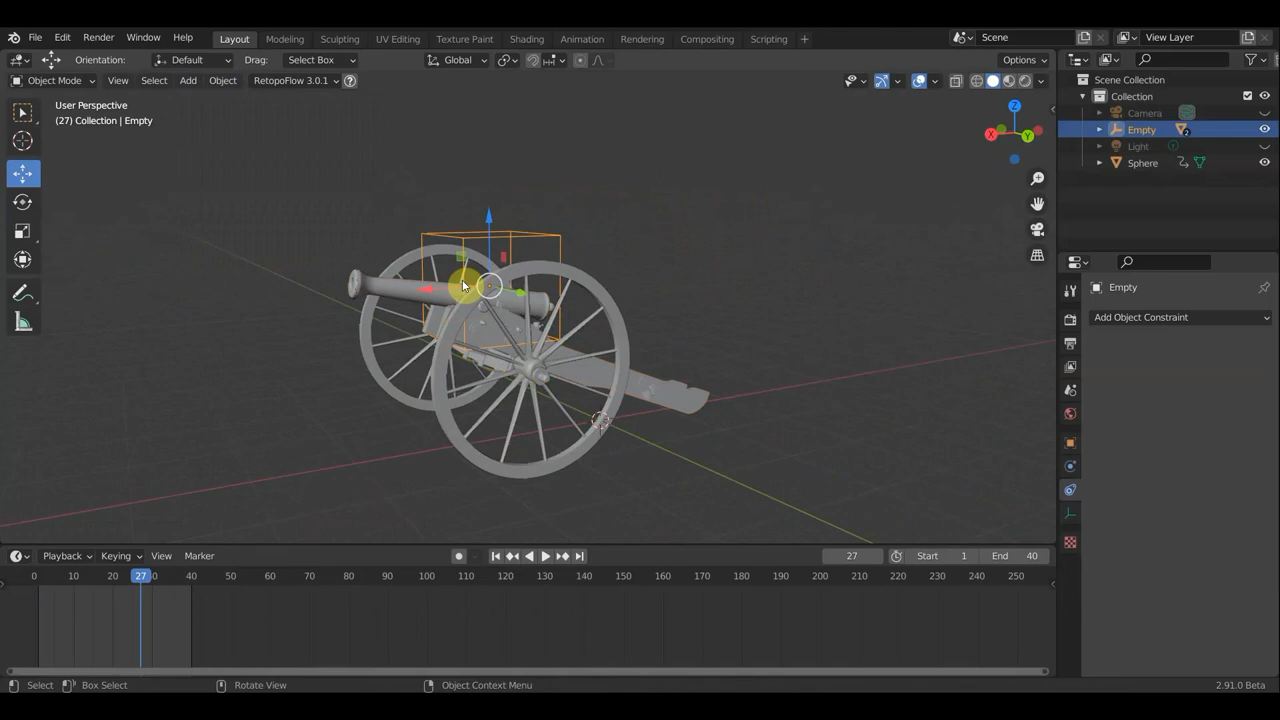 File Edit Render Window Help Layout Modeling Sculpting UV Editing Texture Paint Shading Animation Rendering Compositing Scripting + Scene View Layer
Orientation: Default Drag: Select Box Global Options
Object Mode View Select Add Object RetopoFlow 3.0.1
User Perspective
(27) Collection | Empty
Z
X
Y
Scene Collection
Collection
Camera
Empty
2
Light
Sphere
Empty
Add Object Constraint
Playback Keying View Marker 27 Start 1 End 40
0 10 20 27 30 40 50 60 70 80 90 100 110 120 130 140 150 160 170 180 190 200 210 220 230 240 250
Select Box Select Rotate View Object Context Menu 2.91.0 Beta